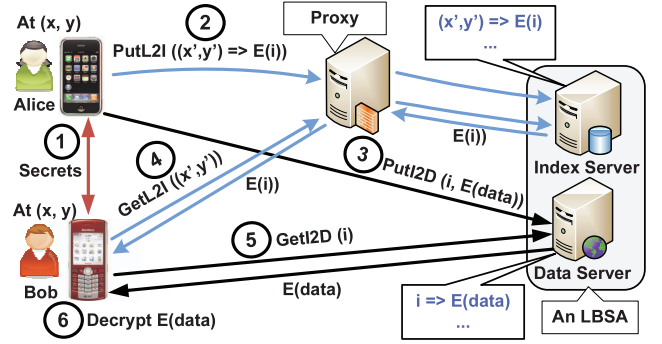 At (x, y)
2
PutL2I ((x',y') => E(i))
Proxy
(x',y') => E(i)
...
Alice
1
Secrets
4
GetL2I ((x',y'))
E(i))
3
PutI2D (i, E(data))
E(i))
Index Server
At (x, y)
5
GetI2D (i)
E(data)
Data Server
Bob
6
Decrypt E(data)
i => E(data)
...
An LBSA